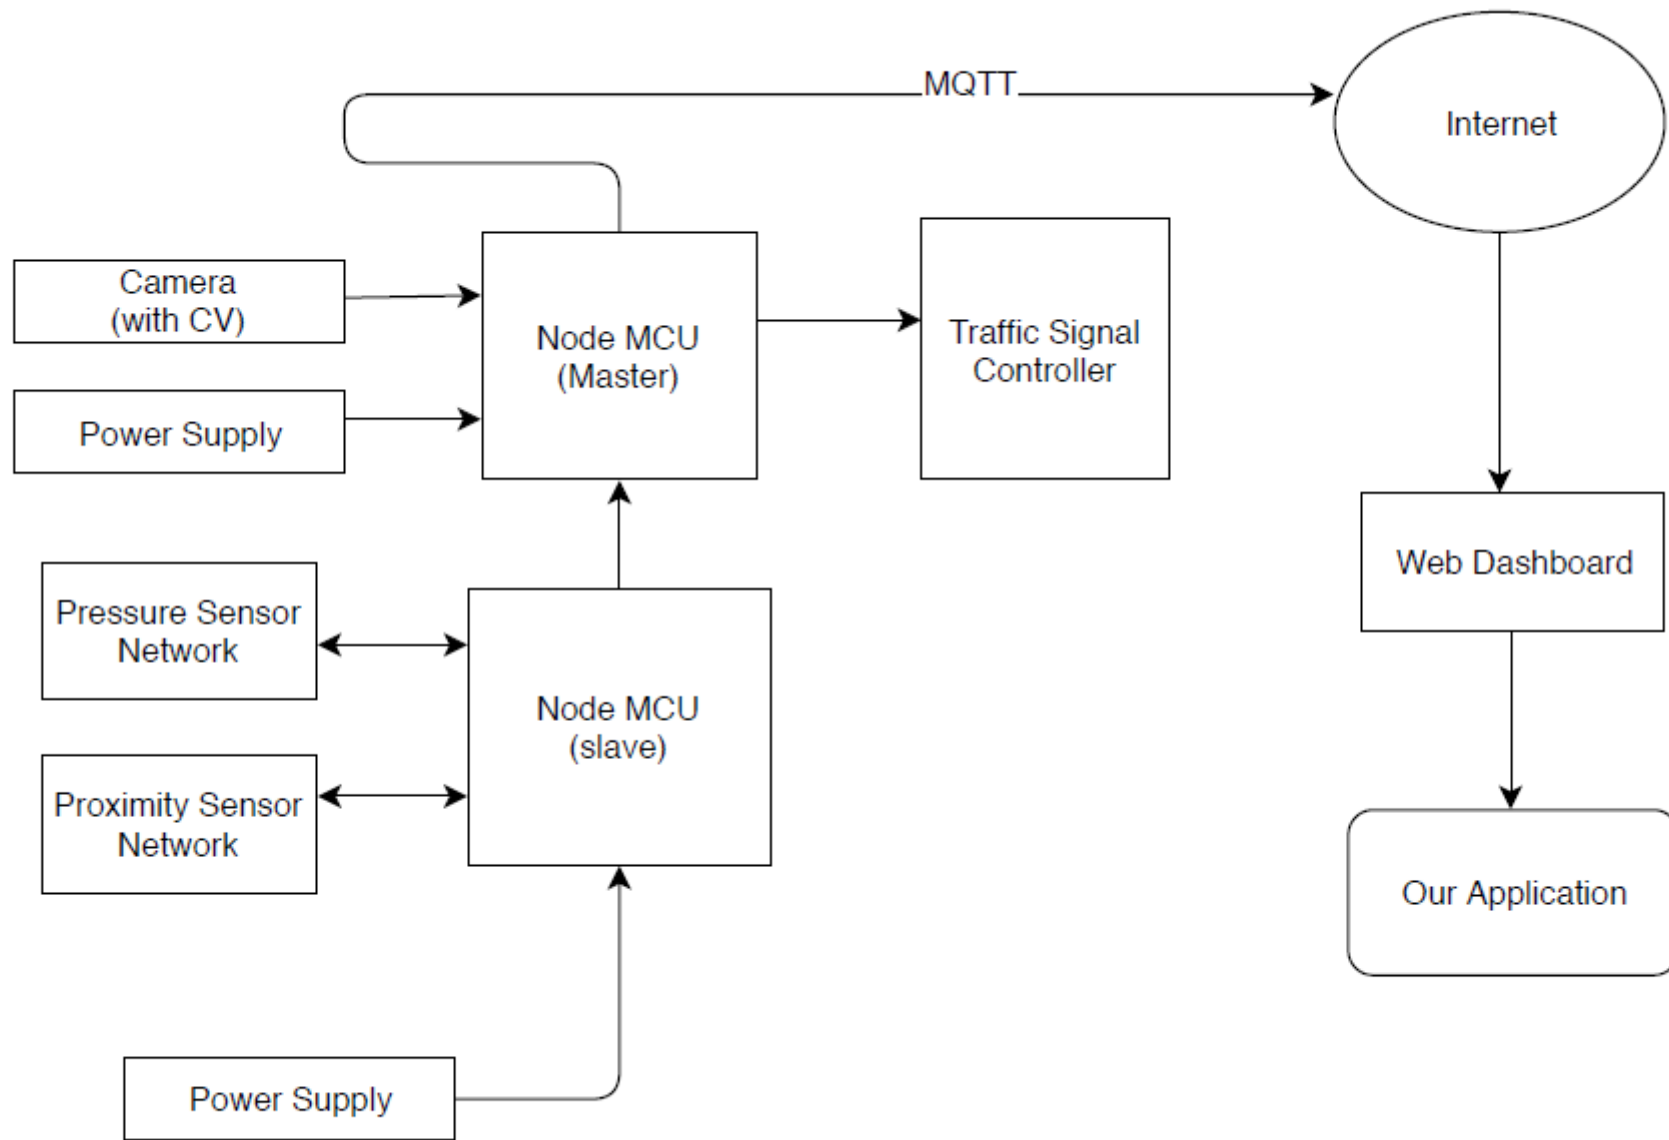 MQTT
Internet
Camera
(with CV)
Node MCU
(Master)
Traffic Signal
Controller
Power Supply
Web Dashboard
Pressure Sensor
Network
Node MCU
(slave)
Proximity Sensor
Network
Our Application
Power Supply